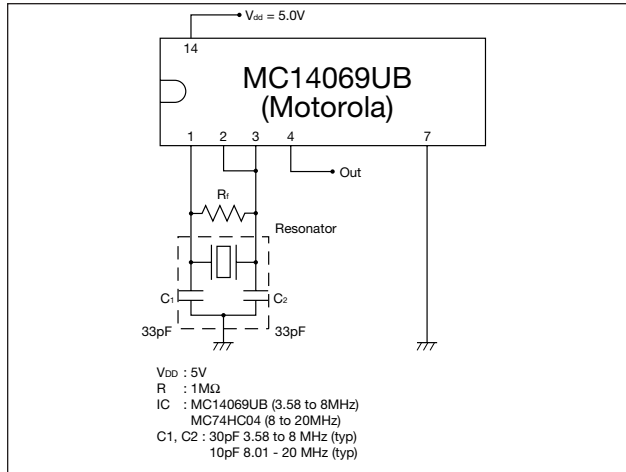 Vdd = 5.0V
14
MC14069UB
(Motorola)
1 2 3 4 7
Out
Rf
Resonator
C1 C2
33pF 33pF
VDD : 5V
R : 1MΩ
IC : MC14069UB (3.58 to 8MHz)
MC74HC04 (8 to 20MHz)
C1, C2 : 30pF 3.58 to 8 MHz (typ)
10pF 8.01 - 20 MHz (typ)